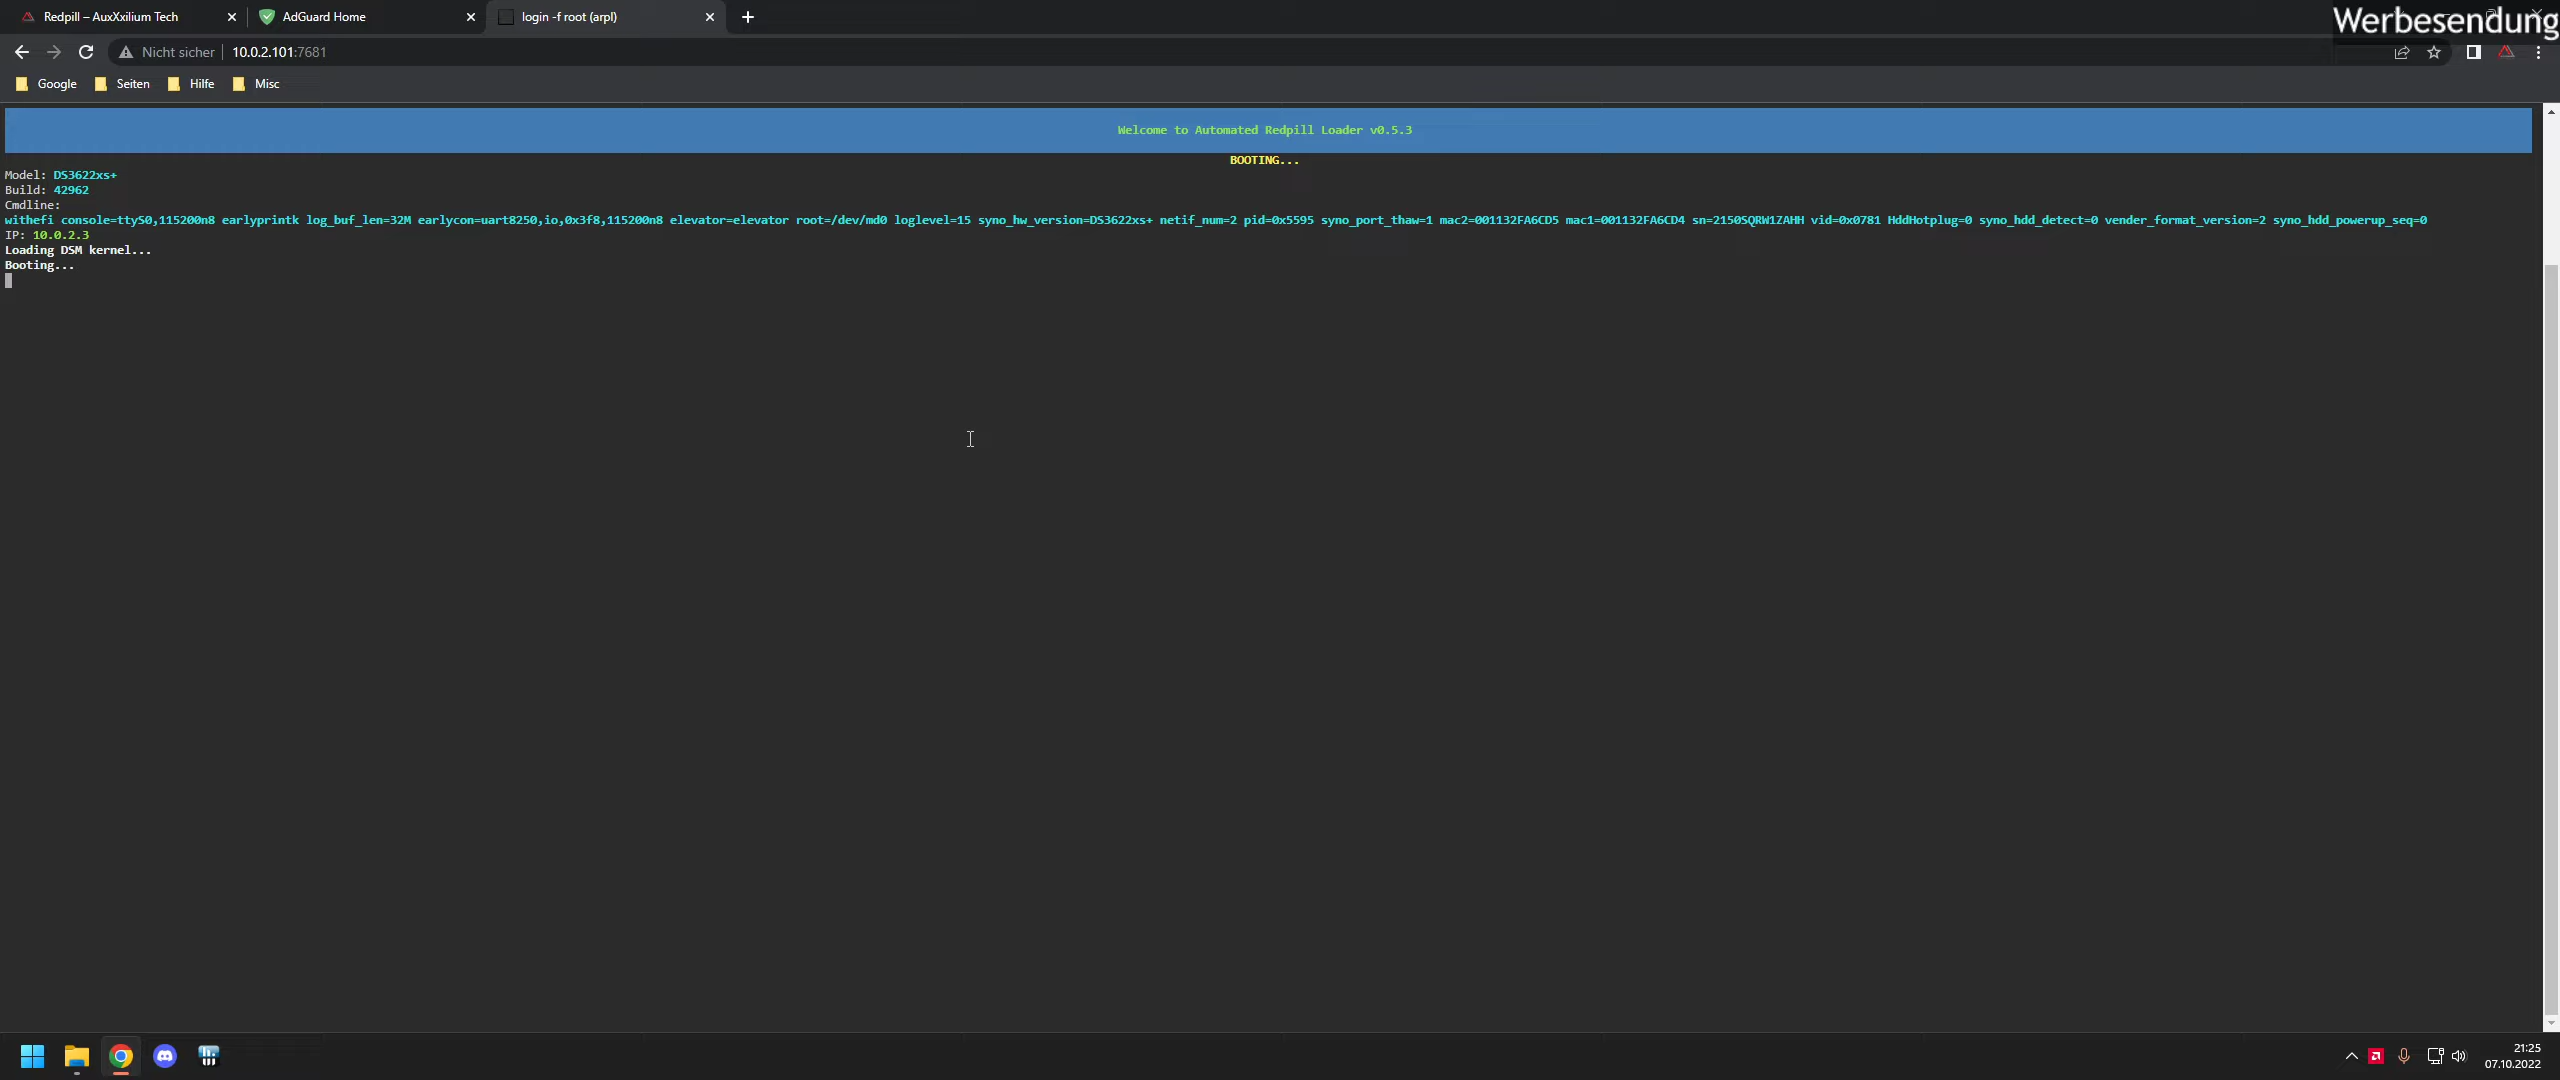 Redpill – AuxXxilium Tech
AdGuard Home
login -f root (arpl)
Werbesendung
Nicht sicher
10.0.2.101:7681
Google
Seiten
Hilfe
Misc
Welcome to Automated Redpill Loader v0.5.3
BOOTING...
Model: DS3622xs+
Build: 42962
Cmdline:
withefi console=ttyS0,115200n8 earlyprintk log_buf_len=32M earlycon=uart8250,io,0x3f8,115200n8 elevator=elevator root=/dev/md0 loglevel=15 syno_hw_version=DS3622xs+ netif_num=2 pid=0x5595 syno_port_thaw=1 mac2=001132FA6CD5 mac1=001132FA6CD4 sn=2150SQRW1ZAHH vid=0x0781 HddHotplug=0 syno_hdd_detect=0 vender_format_version=2 syno_hdd_powerup_seq=0
IP: 10.0.2.3
Loading DSM kernel...
Booting...
21:25
07.10.2022